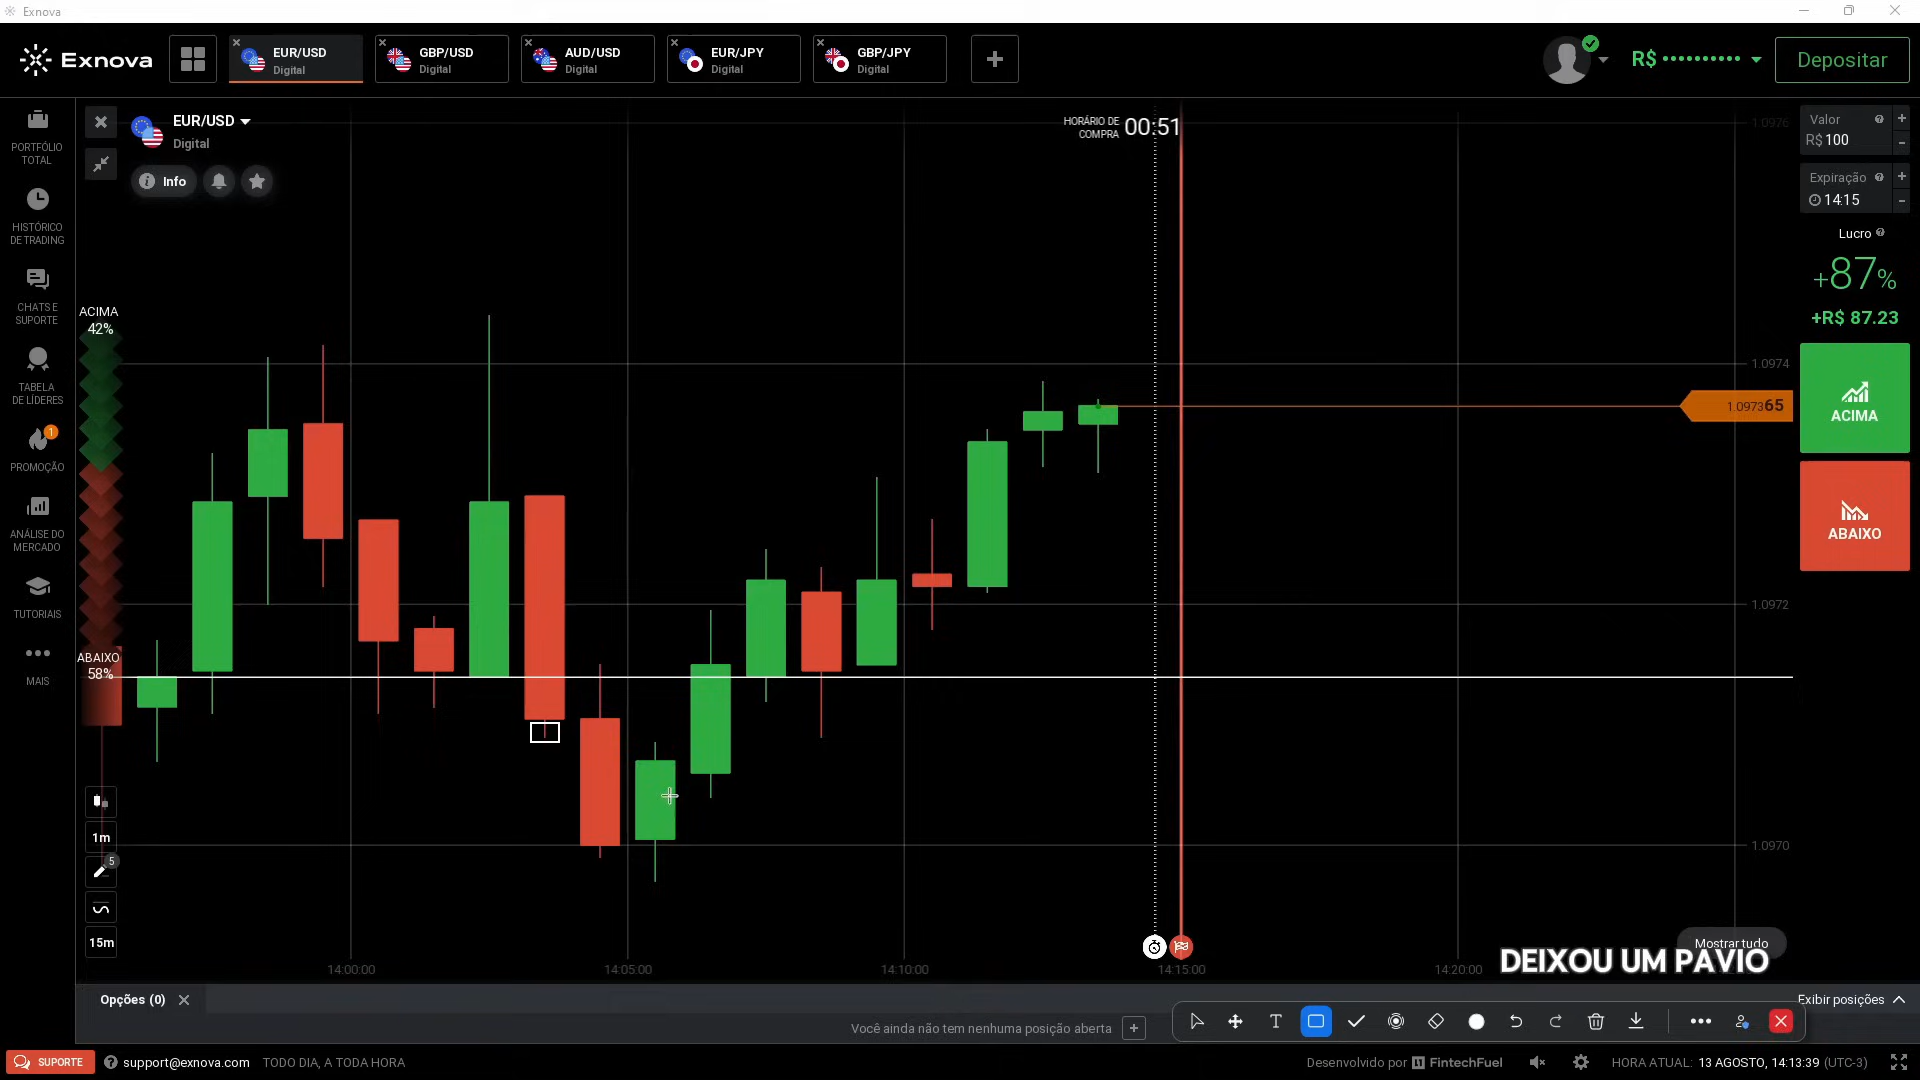 Exnova
Exnova
EUR/USD
Digital
GBP/USD
Digital
AUD/USD
Digital
EUR/JPY
Digital
GBP/JPY
Digital
R$ ••••••••••
Depositar
PORTFÓLIO
TOTAL
HISTÓRICO
DE TRADING
CHATS E
SUPORTE
TABELA
DE LÍDERES
1
PROMOÇÃO
ANÁLISE DO
MERCADO
TUTORIAIS
MAIS
EUR/USD
Digital
Info
ACIMA
42%
ABAIXO
58%
1m
5
15m
HORÁRIO DE
COMPRA
00:51
1.0976
1.0974
1.097365
1.0972
1.0970
14:00:00
14:05:00
14:10:00
14:15:00
14:20:00
Valor
R$ 100
Expiração
14:15
Lucro
+87%
+R$ 87.23
ACIMA
ABAIXO
Mostrar tudo
DEIXOU UM PAVIO
Opções (0)
Exibir posições
Você ainda não tem nenhuma posição aberta
T
SUPORTE
support@exnova.com
TODO DIA, A TODA HORA
Desenvolvido por FintechFuel
HORA ATUAL: 13 AGOSTO, 14:13:39 (UTC-3)